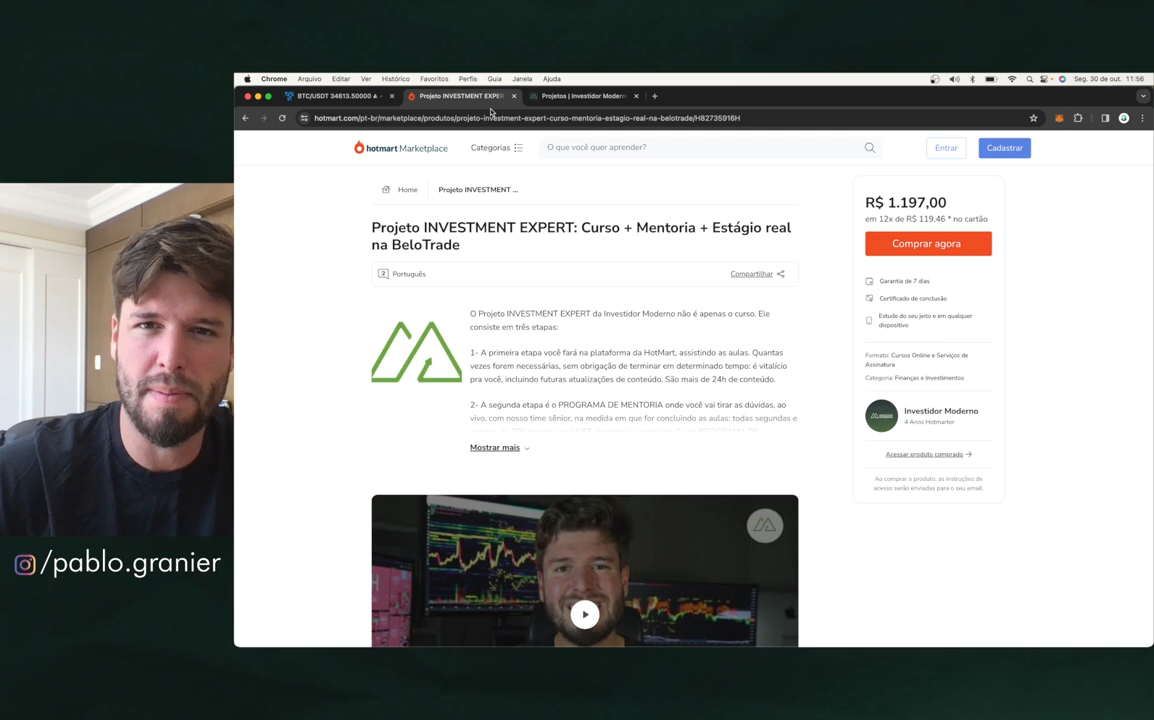 Chrome Arquivo Editar Ver Histórico Favoritos Perfis Guia Janela Ajuda
Seg. 30 de out. 11:56
BTC/USDT 34613.50000
Projeto INVESTMENT EXPER
Projetos | Investidor Modern
hotmart.com/pt-br/marketplace/produtos/projeto-investment-expert-curso-mentoria-estagio-real-na-belotrade/H82735916H
hotmart Marketplace
Categorias
O que você quer aprender?
Entrar
Cadastrar
Home
Projeto INVESTMENT ...
Projeto INVESTMENT EXPERT: Curso + Mentoria + Estágio real
na BeloTrade
Português
Compartilhar
O Projeto INVESTMENT EXPERT da Investidor Moderno não é apenas o curso. Ele
consiste em três etapas:
1- A primeira etapa você fará na plataforma da HotMart, assistindo as aulas. Quantas
vezes forem necessárias, sem obrigação de terminar em determinado tempo: é vitalício
pra você, incluindo futuras atualizações de conteúdo. São mais de 24h de conteúdo.
2- A segunda etapa é o PROGRAMA DE MENTORIA onde você vai tirar as dúvidas, ao
vivo, com nosso time sênior, na medida em que for concluindo as aulas; todas segundas e
Mostrar mais
R$ 1.197,00
em 12x de R$ 119,46 * no cartão
Comprar agora
Garantia de 7 dias
Certificado de conclusão
Estude do seu jeito e em qualquer
dispositivo
Formato: Cursos Online e Serviços de
Assinatura
Categoria: Finanças e Investimentos
Investidor Moderno
4 Anos Hotmarter
Acessar produto comprado
Ao comprar o produto, as instruções de
acesso serão enviadas para o seu email.
/pablo.granier